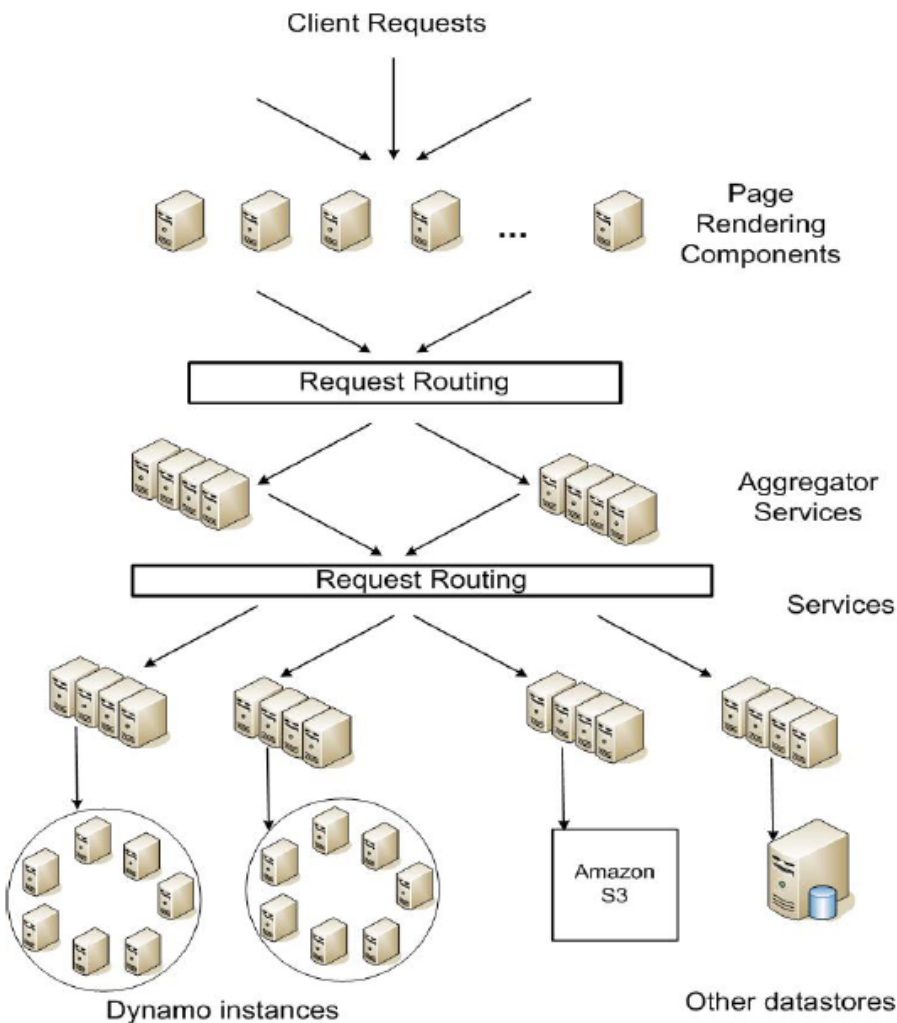 Client Requests
Page
Rendering
Components
...
Request Routing
Aggregator
Services
Request Routing
Services
Amazon
S3
Dynamo instances
Other datastores